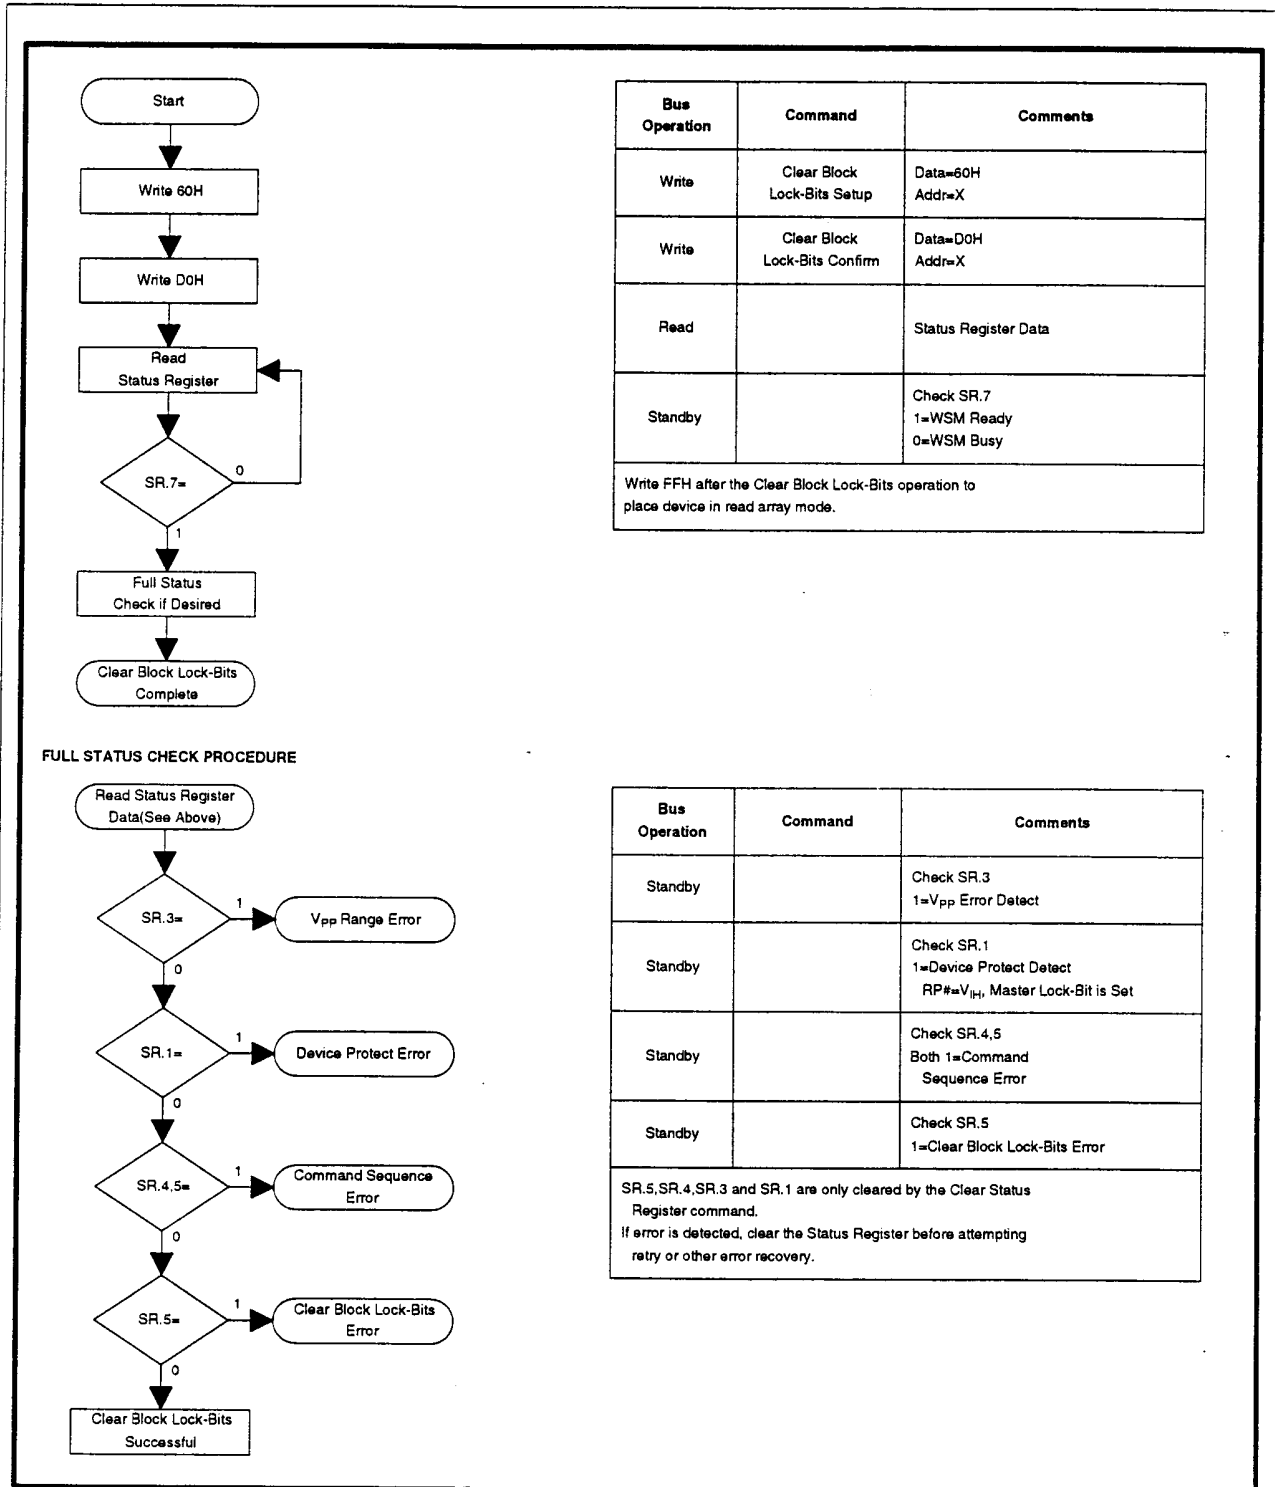 Start
Write 60H
Write D0H
Read
Status Register
SR.7=
0
1
Full Status
Check if Desired
Clear Block Lock-Bits
Complete
Bus
Operation
Command
Comments
Write
Clear Block
Lock-Bits Setup
Data=60H
Addr=X
Write
Clear Block
Lock-Bits Confirm
Data=D0H
Addr=X
Read
Status Register Data
Standby
Check SR.7
1=WSM Ready
0=WSM Busy
Write FFH after the Clear Block Lock-Bits operation to
place device in read array mode.
FULL STATUS CHECK PROCEDURE
Read Status Register
Data(See Above)
SR.3=
1
VPP Range Error
0
SR.1=
1
Device Protect Error
0
SR.4,5=
1
Command Sequence
Error
0
SR.5=
1
Clear Block Lock-Bits
Error
0
Clear Block Lock-Bits
Successful
Bus
Operation
Command
Comments
Standby
Check SR.3
1=VPP Error Detect
Standby
Check SR.1
1=Device Protect Detect
RP#=VIH, Master Lock-Bit is Set
Standby
Check SR.4,5
Both 1=Command
Sequence Error
Standby
Check SR.5
1=Clear Block Lock-Bits Error
SR.5,SR.4,SR.3 and SR.1 are only cleared by the Clear Status
Register command.
If error is detected, clear the Status Register before attempting
retry or other error recovery.